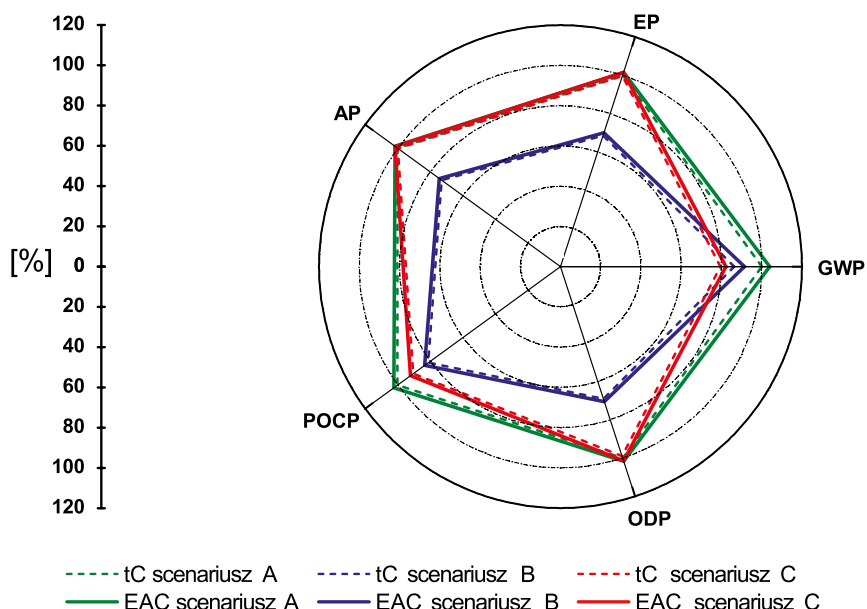 120
100
80
60
40
20
0
20
40
60
80
100
120
[%]
EP
AP
GWP
POCP
ODP
tC scenariusz A
tC scenariusz B
tC scenariusz C
EAC scenariusz A
EAC scenariusz B
EAC scenariusz C